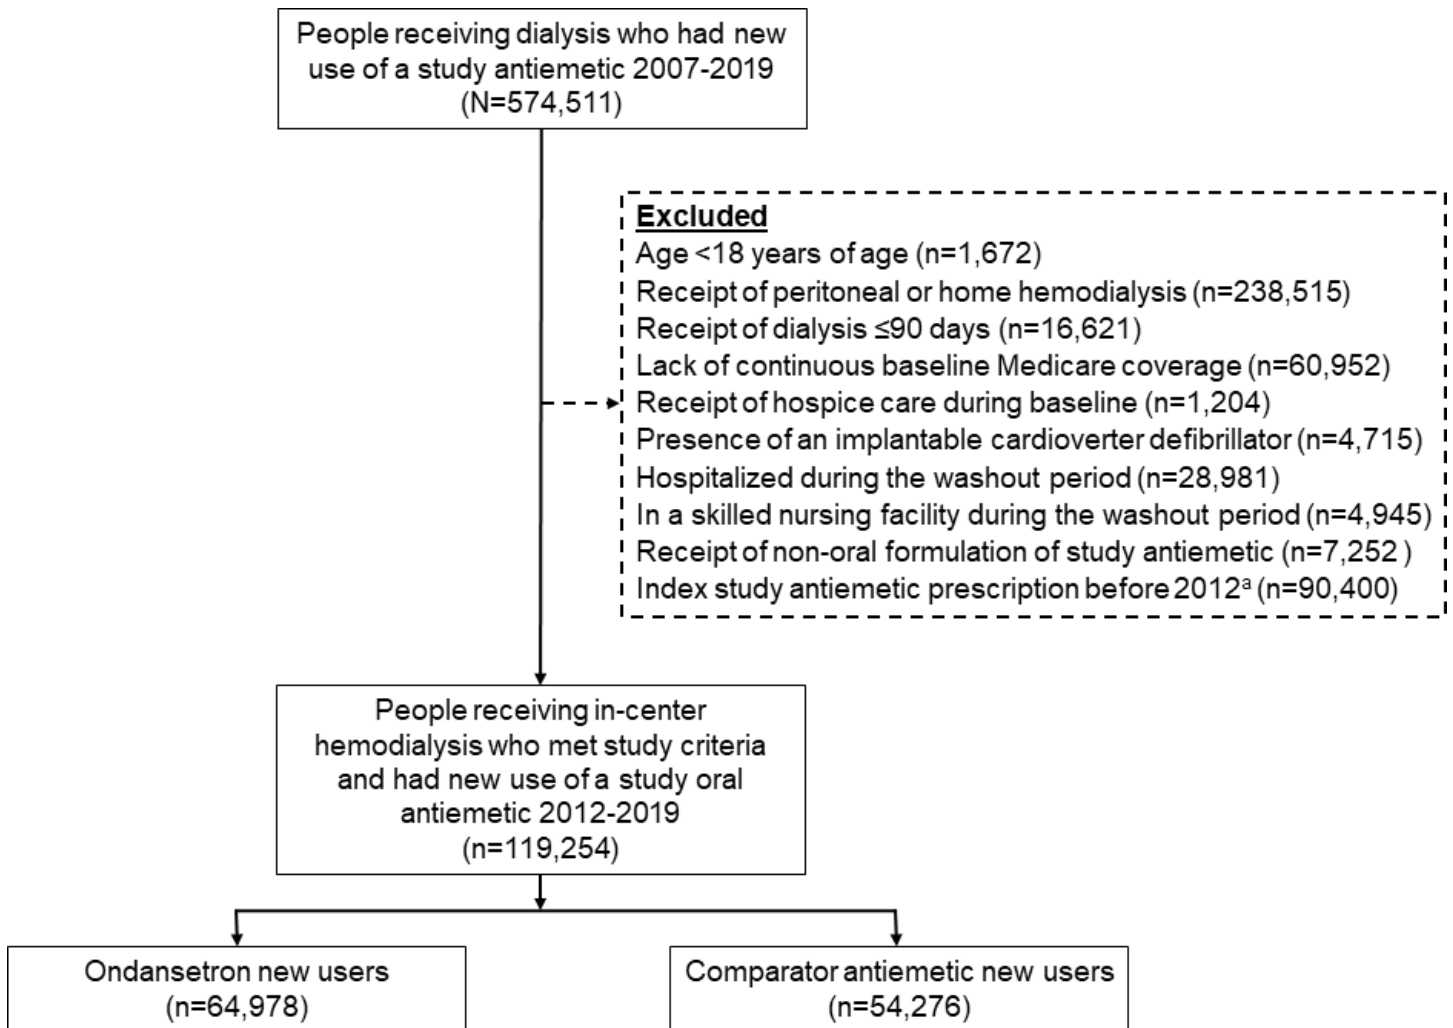 People receiving dialysis who had new
use of a study antiemetic 2007-2019
(N=574,511)
Excluded
Age <18 years of age (n=1,672)
Receipt of peritoneal or home hemodialysis (n=238,515)
Receipt of dialysis ≤90 days (n=16,621)
Lack of continuous baseline Medicare coverage (n=60,952)
Receipt of hospice care during baseline (n=1,204)
Presence of an implantable cardioverter defibrillator (n=4,715)
Hospitalized during the washout period (n=28,981)
In a skilled nursing facility during the washout period (n=4,945)
Receipt of non-oral formulation of study antiemetic (n=7,252 )
Index study antiemetic prescription before 2012ᵃ (n=90,400)
People receiving in-center
hemodialysis who met study criteria
and had new use of a study oral
antiemetic 2012-2019
(n=119,254)
Ondansetron new users
(n=64,978)
Comparator antiemetic new users
(n=54,276)